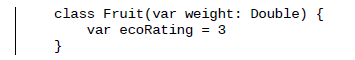 class Fruit(var weight: Double) {
    var ecoRating = 3
}